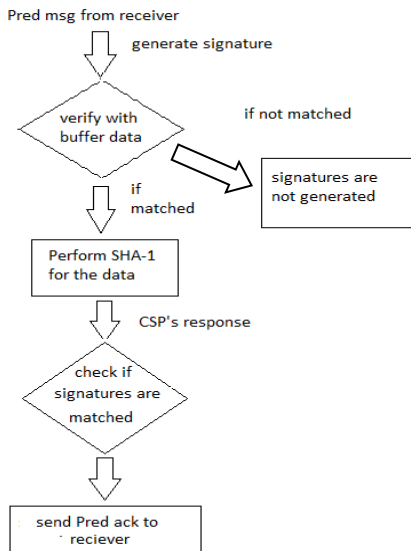 Pred msg from receiver
generate signature
verify with
buffer data
if not matched
signatures are
not generated
if
matched
Perform SHA-1
for the data
CSP's response
check if
signatures are
matched
send Pred ack to
reciever